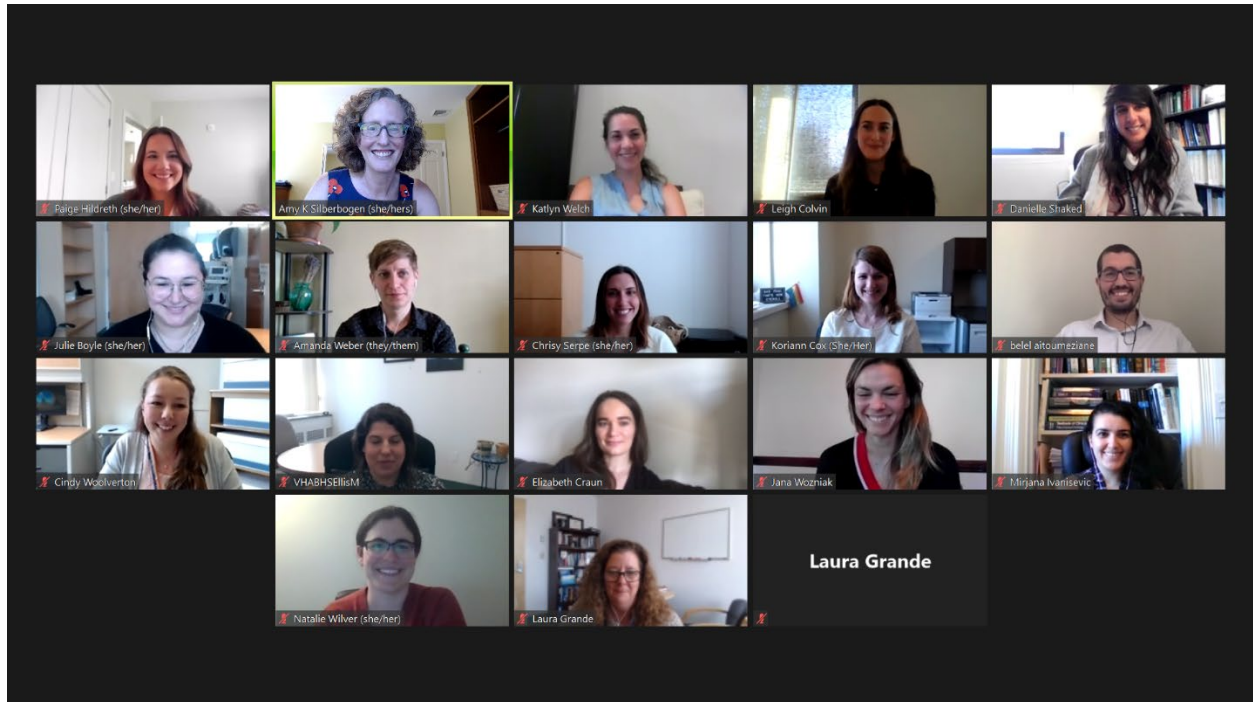 Paige Hildreth (she/her)
Amy K Silberbogen (she/hers)
Katlyn Welch
Leigh Colvin
Danielle Shaked
Julie Boyle (she/her)
Amanda Weber (they/them)
Chrisy Serpe (she/her)
Koriann Cox (She/Her)
belel aitoumeziane
Cindy Woolverton
VHABHSEllisM
Elizabeth Craun
Jana Wozniak
Mirjana Ivanisevic
Natalie Wilver (she/her)
Laura Grande
Laura Grande